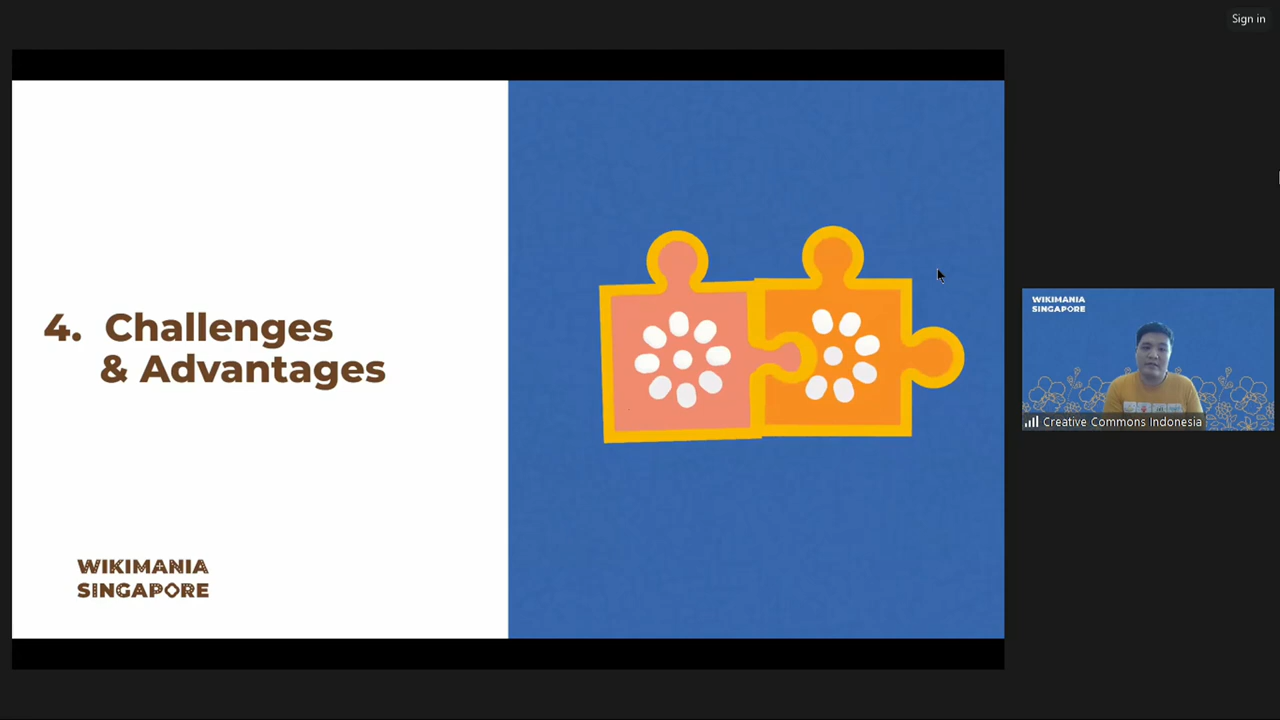 Sign in
4. Challenges
& Advantages
WIKIMANIA
SINGAPORE
WIKIMANIA
SINGAPORE
Creative Commons Indonesia